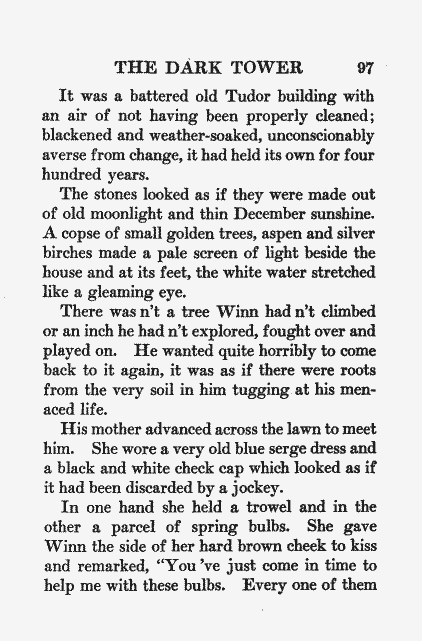 THE DARK TOWER 97
It was a battered old Tudor building with
an air of not having been properly cleaned;
blackened and weather-soaked, unconscionably
averse from change, it had held its own for four
hundred years.
The stones looked as if they were made out
of old moonlight and thin December sunshine.
A copse of small golden trees, aspen and silver
birches made a pale screen of light beside the
house and at its feet, the white water stretched
like a gleaming eye.
There was n't a tree Winn had n't climbed
or an inch he had n't explored, fought over and
played on. He wanted quite horribly to come
back to it again, it was as if there were roots
from the very soil in him tugging at his men-
aced life.
His mother advanced across the lawn to meet
him. She wore a very old blue serge dress and
a black and white check cap which looked as if
it had been discarded by a jockey.
In one hand she held a trowel and in the
other a parcel of spring bulbs. She gave
Winn the side of her hard brown cheek to kiss
and remarked, "You 've just come in time to
help me with these bulbs. Every one of them